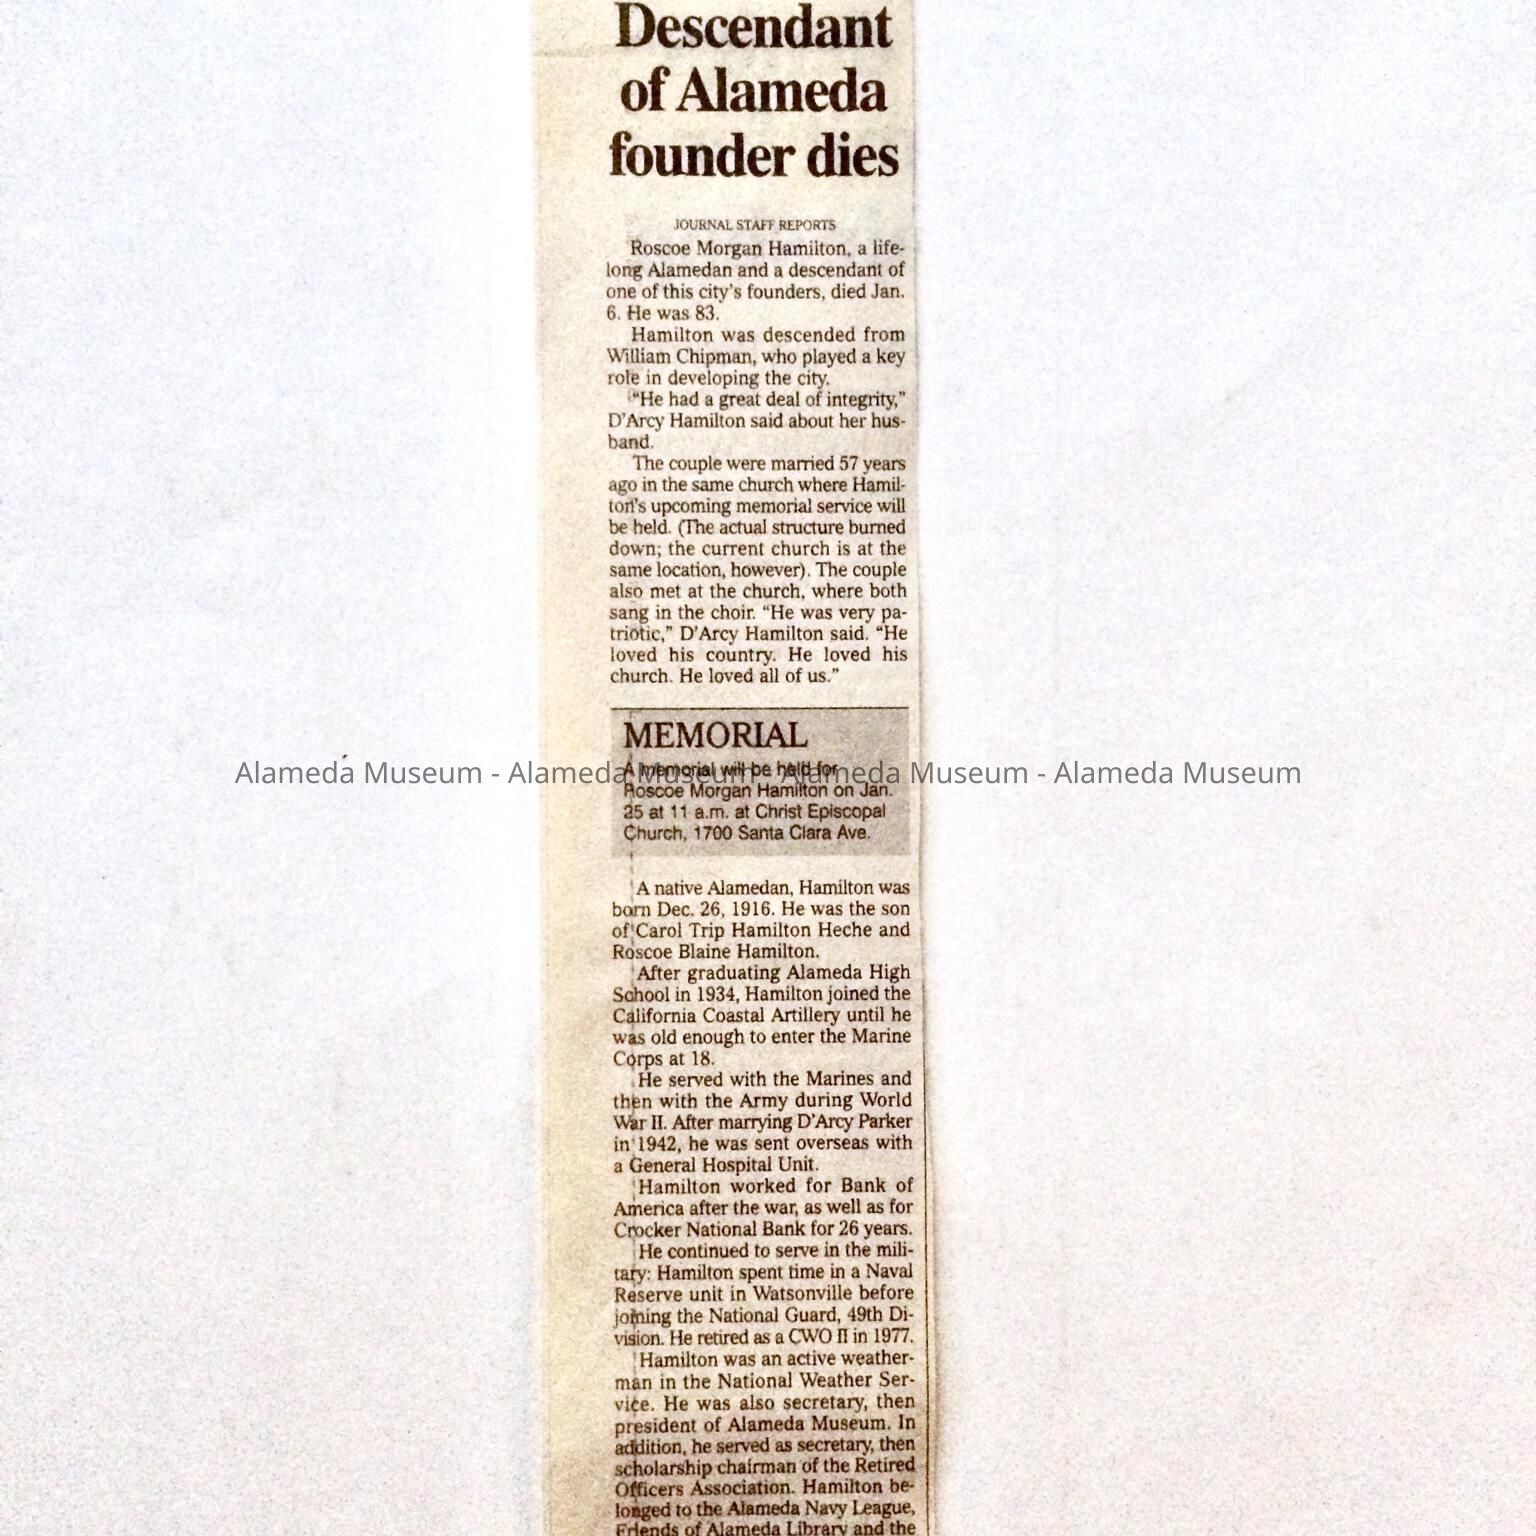 Descendant
of Alameda
founder dies
JOURNAL STAFF REPORTS
Roscoe Morgan Hamilton, a life-
long Alamedan and a descendant of
one of this city's founders, died Jan.
6. He was 83.
Hamilton was descended from
William Chipman, who played a key
role in developing the city.
"He had a great deal of integrity,"
D'Arcy Hamilton said about her hus-
band.
The couple were married 57 years
ago in the same church where Hamil-
ton's upcoming memorial service will
be held. (The actual structure burned
down; the current church is at the
same location, however). The couple
also met at the church, where both
sang in the choir. "He was very pa-
triotic," D'Arcy Hamilton said. "He
loved his country. He loved his
church. He loved all of us."
MEMORIAL
A memorial will be held for
Roscoe Morgan Hamilton on Jan.
25 at 11 a.m. at Christ Episcopal
Church, 1700 Santa Clara Ave.
Alameda Museum - Alameda Museum - Alameda Museum - Alameda Museum
A native Alamedan, Hamilton was
born Dec. 26, 1916. He was the son
of Carol Trip Hamilton Heche and
Roscoe Blaine Hamilton.
After graduating Alameda High
School in 1934, Hamilton joined the
California Coastal Artillery until he
was old enough to enter the Marine
Corps at 18.
He served with the Marines and
then with the Army during World
War II. After marrying D'Arcy Parker
in 1942, he was sent overseas with
a General Hospital Unit.
Hamilton worked for Bank of
America after the war, as well as for
Crocker National Bank for 26 years.
He continued to serve in the mili-
tary: Hamilton spent time in a Naval
Reserve unit in Watsonville before
joining the National Guard, 49th Di-
vision. He retired as a CWO II in 1977.
Hamilton was an active weather-
man in the National Weather Ser-
vice. He was also secretary, then
president of Alameda Museum. In
addition, he served as secretary, then
scholarship chairman of the Retired
Officers Association. Hamilton be-
longed to the Alameda Navy League,
Friends of Alameda Library and the